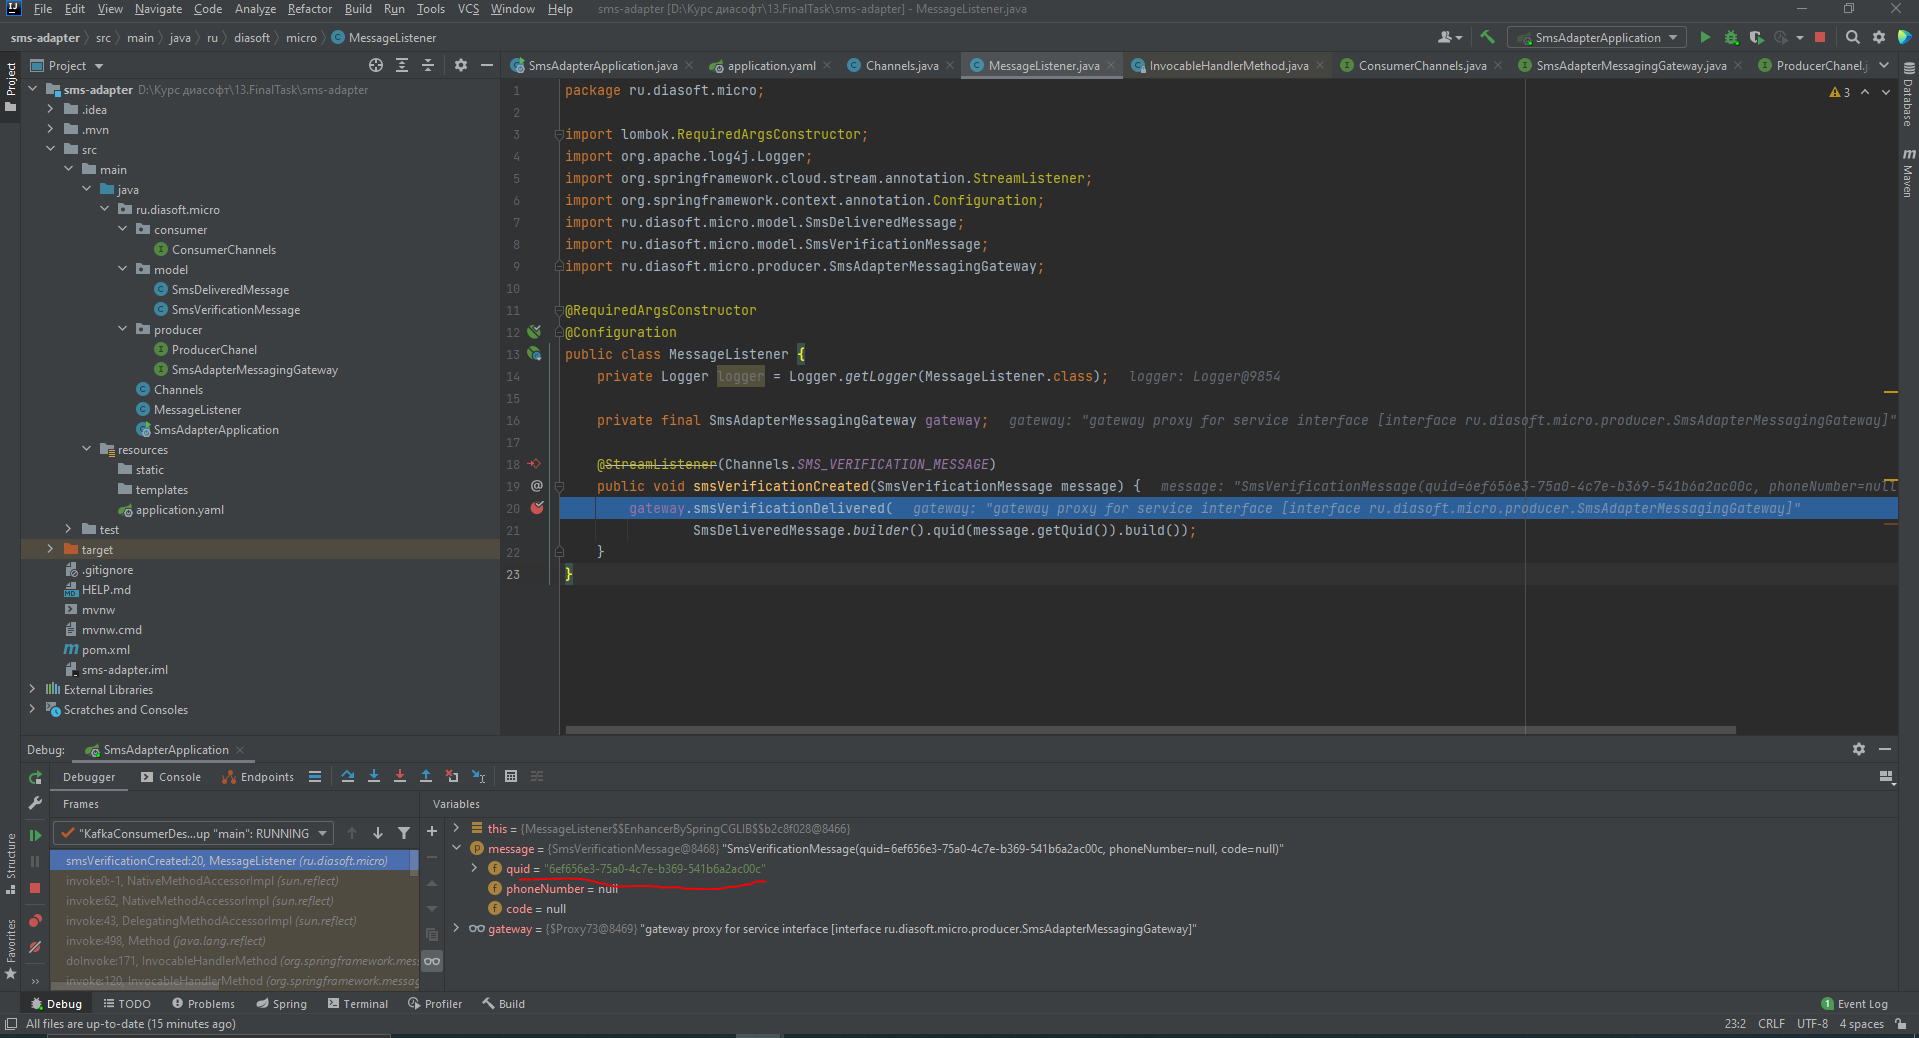 File Edit View Navigate Code Analyze Refactor Build Run Tools VCS Window Help sms-adapter [D:\Курс диасофт\13.FinalTask\sms-adapter] - MessageListener.java
sms-adapter src main java ru diasoft micro MessageListener
SmsAdapterApplication
Project
SmsAdapterApplication.java application.yaml Channels.java MessageListener.java InvocableHandlerMethod.java ConsumerChannels.java SmsAdapterMessagingGateway.java ProducerChanel.j
Project
sms-adapter D:\Курс диасофт\13.FinalTask\sms-adapter
.idea
.mvn
src
main
java
ru.diasoft.micro
consumer
ConsumerChannels
model
SmsDeliveredMessage
SmsVerificationMessage
producer
ProducerChanel
SmsAdapterMessagingGateway
Channels
MessageListener
SmsAdapterApplication
resources
static
templates
application.yaml
test
target
.gitignore
HELP.md
mvnw
mvnw.cmd
pom.xml
sms-adapter.iml
External Libraries
Scratches and Consoles
3
1 package ru.diasoft.micro;
2
3 import lombok.RequiredArgsConstructor;
4 import org.apache.log4j.Logger;
5 import org.springframework.cloud.stream.annotation.StreamListener;
6 import org.springframework.context.annotation.Configuration;
7 import ru.diasoft.micro.model.SmsDeliveredMessage;
8 import ru.diasoft.micro.model.SmsVerificationMessage;
9 import ru.diasoft.micro.producer.SmsAdapterMessagingGateway;
10
11 @RequiredArgsConstructor
12 @Configuration
13 public class MessageListener {
14 private Logger logger = Logger.getLogger(MessageListener.class); logger: Logger@9854
15
16 private final SmsAdapterMessagingGateway gateway; gateway: "gateway proxy for service interface [interface ru.diasoft.micro.producer.SmsAdapterMessagingGateway]"
17
18 @StreamListener(Channels.SMS_VERIFICATION_MESSAGE)
19 @ public void smsVerificationCreated(SmsVerificationMessage message) { message: "SmsVerificationMessage(quid=6ef656e3-75a0-4c7e-b369-541b6a2ac00c, phoneNumber=null
20 gateway.smsVerificationDelivered( gateway: "gateway proxy for service interface [interface ru.diasoft.micro.producer.SmsAdapterMessagingGateway]"
21 SmsDeliveredMessage.builder().quid(message.getQuid()).build());
22 }
23 }
Database
Maven
Debug: SmsAdapterApplication
Debugger Console Endpoints
Frames
Variables
"KafkaConsumerDes...up "main": RUNNING
smsVerificationCreated:20, MessageListener (ru.diasoft.micro)
invoke0:-1, NativeMethodAccessorImpl (sun.reflect)
invoke:62, NativeMethodAccessorImpl (sun.reflect)
invoke:43, DelegatingMethodAccessorImpl (sun.reflect)
invoke:498, Method (java.lang.reflect)
doInvoke:171, InvocableHandlerMethod (org.springframework.mes
invoke:120, InvocableHandlerMethod (org.springframework.messag
this = {MessageListener$$EnhancerBySpringCGLIB$$b2c8f028@8466}
message = {SmsVerificationMessage@8468} "SmsVerificationMessage(quid=6ef656e3-75a0-4c7e-b369-541b6a2ac00c, phoneNumber=null, code=null)"
quid = "6ef656e3-75a0-4c7e-b369-541b6a2ac00c"
phoneNumber = null
code = null
gateway = {$Proxy73@8469} "gateway proxy for service interface [interface ru.diasoft.micro.producer.SmsAdapterMessagingGateway]"
Structure
Favorites
Debug TODO Problems Spring Terminal Profiler Build
1 Event Log
All files are up-to-date (15 minutes ago)
23:2 CRLF UTF-8 4 spaces